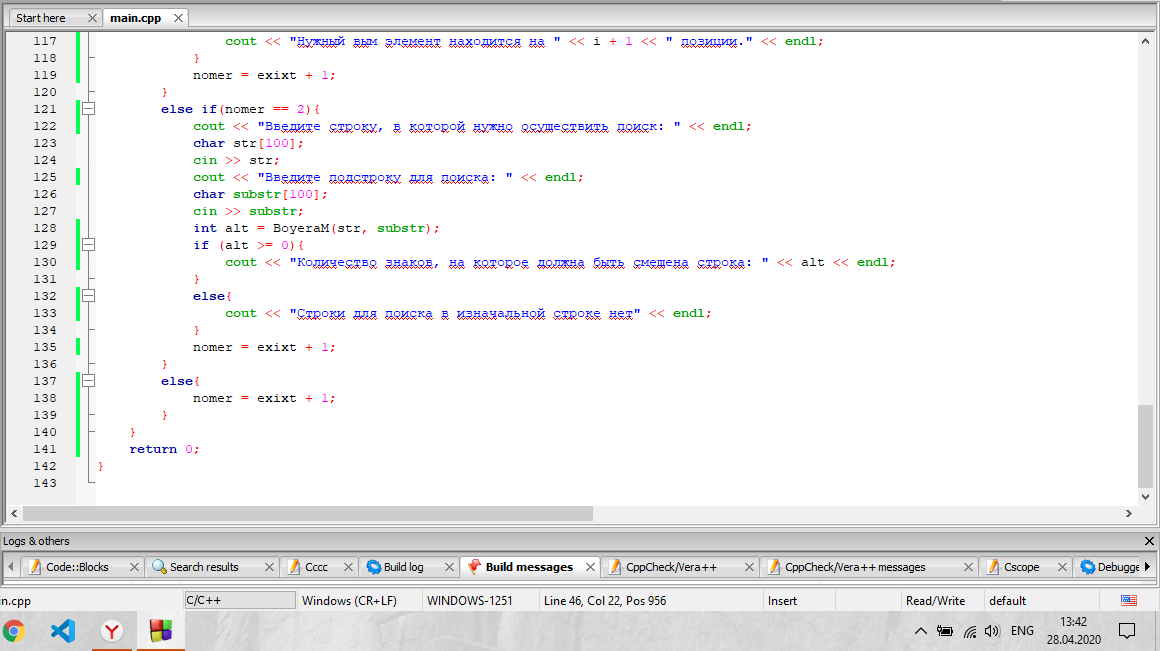 Start here
main.cpp
117 cout << "Нужный вым элемент находится на " << i + 1 << " позиции." << endl;
118 }
119 nomer = exixt + 1;
120 }
121 else if(nomer == 2){
122 cout << "Введите строку, в которой нужно осуществить поиск: " << endl;
123 char str[100];
124 cin >> str;
125 cout << "Введите подстроку для поиска: " << endl;
126 char substr[100];
127 cin >> substr;
128 int alt = BoyeraM(str, substr);
129 if (alt >= 0){
130 cout << "Количество знаков, на которое должна быть смещена строка: " << alt << endl;
131 }
132 else{
133 cout << "Строки для поиска в изначальной строке нет" << endl;
134 }
135 nomer = exixt + 1;
136 }
137 else{
138 nomer = exixt + 1;
139 }
140 }
141 return 0;
142 }
143
Logs & others
Code::Blocks Search results Cccc Build log Build messages CppCheck/Vera++ CppCheck/Vera++ messages Cscope Debugge
in.cpp C/C++ Windows (CR+LF) WINDOWS-1251 Line 46, Col 22, Pos 956 Insert Read/Write default
ENG
13:42
28.04.2020